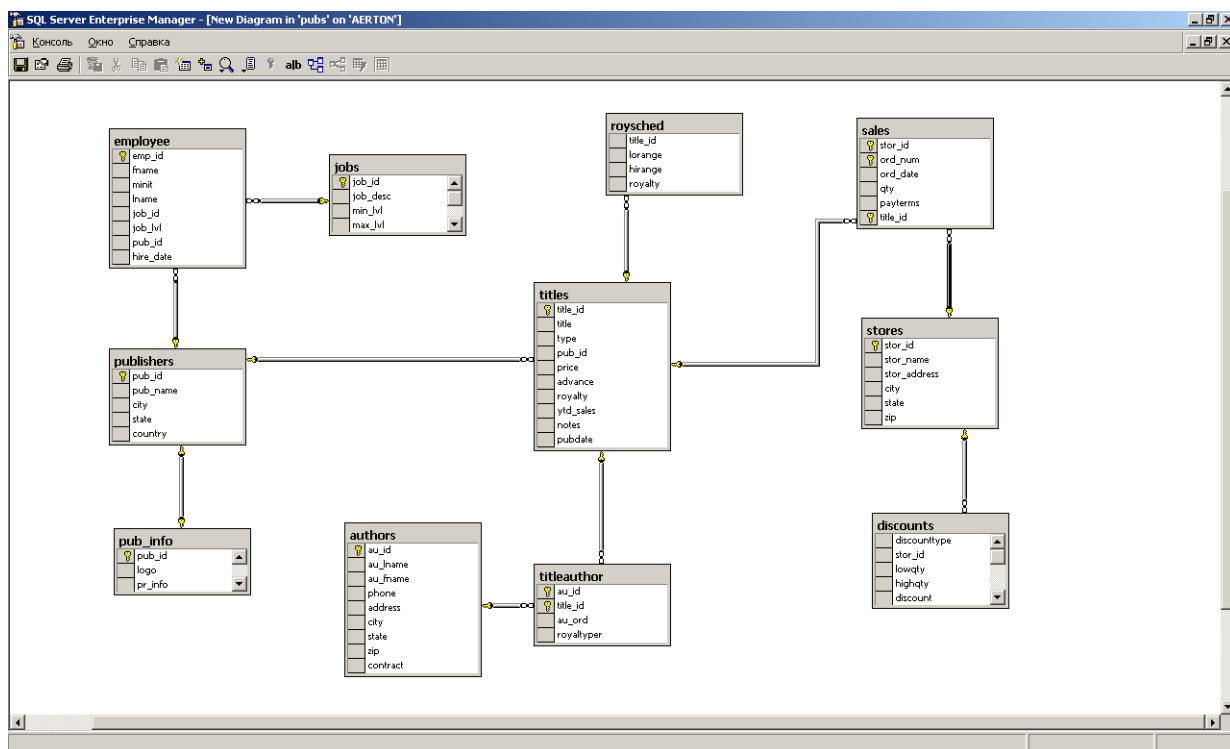 SQL Server Enterprise Manager - [New Diagram in 'pubs' on 'AERTON']
Консоль Окно Справка
ab
employee
emp_id
fname
minit
lname
job_id
job_lvl
pub_id
hire_date
jobs
job_id
job_desc
min_lvl
max_lvl
roysched
title_id
lorange
hirange
royalty
sales
stor_id
ord_num
ord_date
qty
payterms
title_id
titles
title_id
title
type
pub_id
price
advance
royalty
ytd_sales
notes
pubdate
stores
stor_id
stor_name
stor_address
city
state
zip
publishers
pub_id
pub_name
city
state
country
pub_info
pub_id
logo
pr_info
authors
au_id
au_lname
au_fname
phone
address
city
state
zip
contract
titleauthor
au_id
title_id
au_ord
royaltyper
discounts
discounttype
stor_id
lowqty
highqty
discount